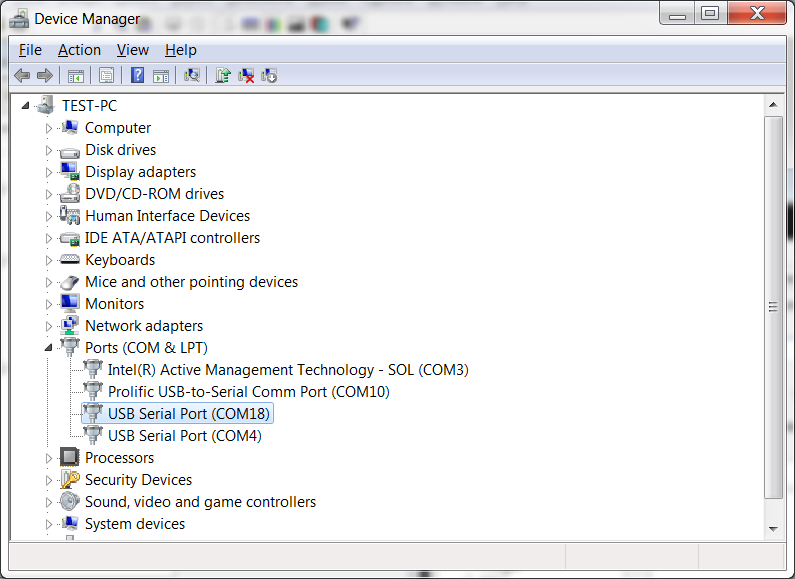 Device Manager
File Action View Help
TEST-PC
Computer
Disk drives
Display adapters
DVD/CD-ROM drives
Human Interface Devices
IDE ATA/ATAPI controllers
Keyboards
Mice and other pointing devices
Monitors
Network adapters
Ports (COM & LPT)
Intel(R) Active Management Technology - SOL (COM3)
Prolific USB-to-Serial Comm Port (COM10)
USB Serial Port (COM18)
USB Serial Port (COM4)
Processors
Security Devices
Sound, video and game controllers
System devices